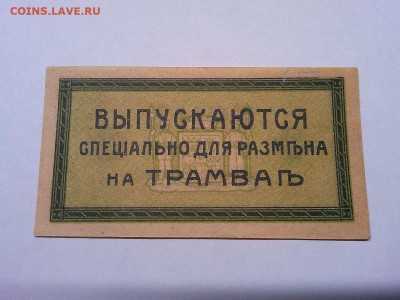 COINS.LAVE.RU
ВЫПУСКАЮТСЯ
СПЕЦІАЛЬНО ДЛЯ РАЗМѢНА
НА ТРАМВАѢ